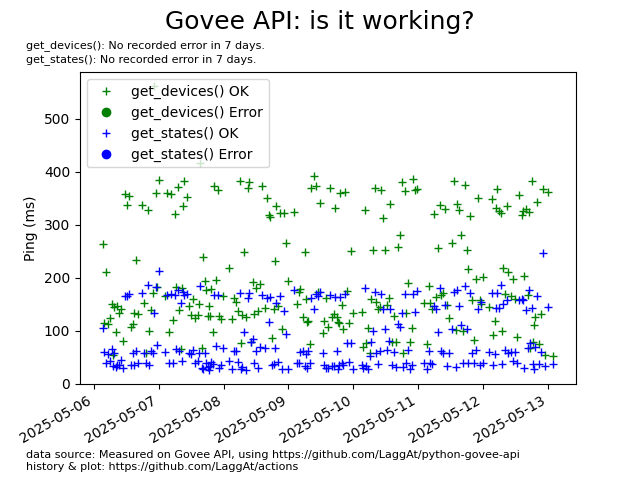 Govee API: is it working?
get_devices(): No recorded error in 7 days.
get_states(): No recorded error in 7 days.
get_devices() OK
get_devices() Error
get_states() OK
get_states() Error
Ping (ms)
500
400
300
200
100
0
2025-05-06
2025-05-07
2025-05-08
2025-05-09
2025-05-10
2025-05-11
2025-05-12
2025-05-13
data source: Measured on Govee API, using https://github.com/LaggAt/python-govee-api
history & plot: https://github.com/LaggAt/actions